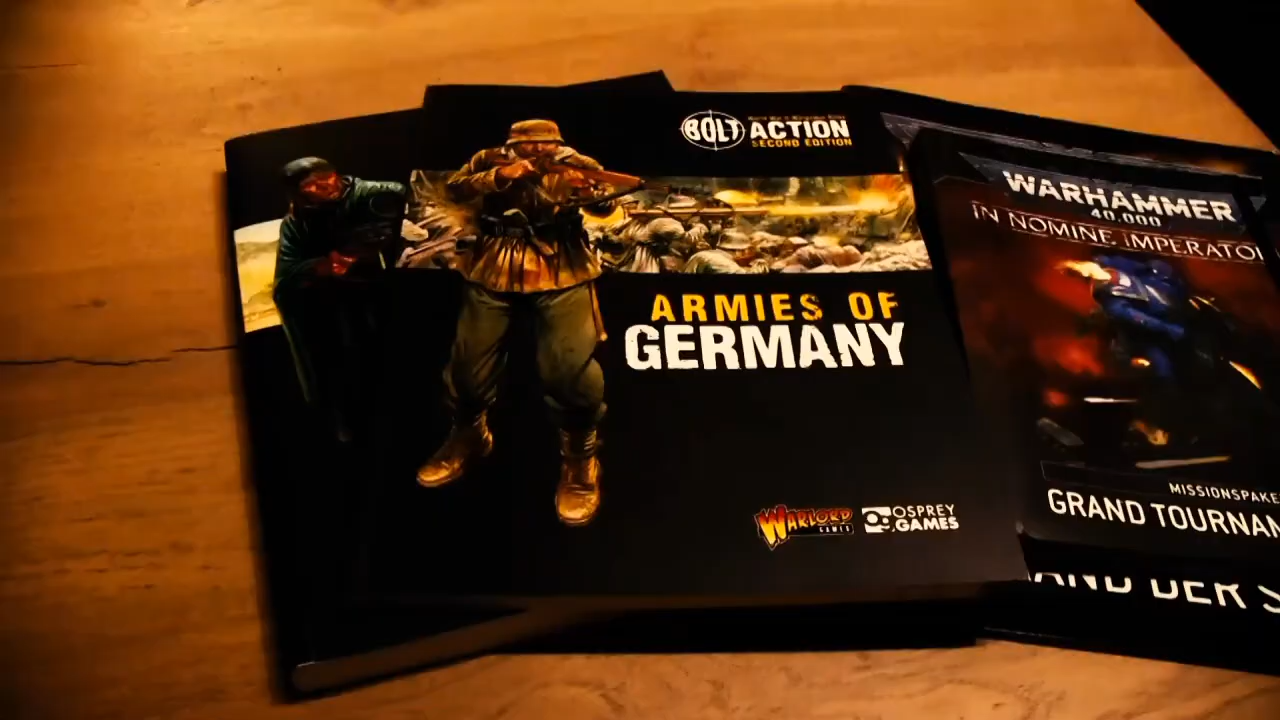 BOLT ACTION
SECOND EDITION
ARMIES OF
GERMANY
WARLORD
GAMES
OSPREY
GAMES
WARHAMMER
40,000
IN NOMINE IMPERATO
MISSIONSPAKE
GRAND TOURNAN
AND DER S